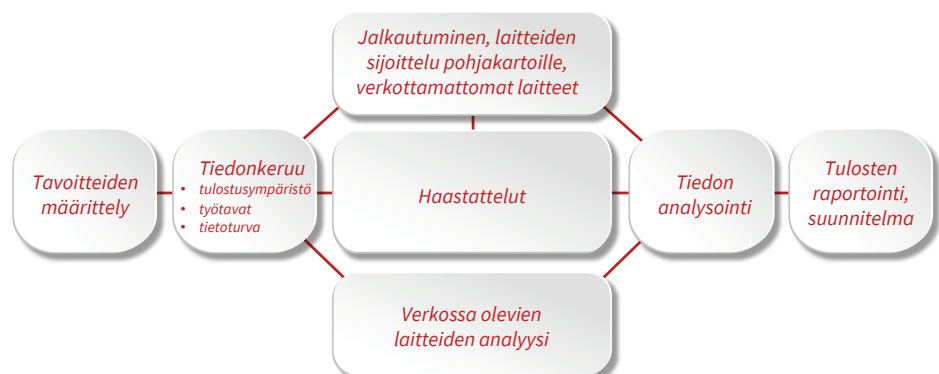 Jalkautuminen, laitteiden
sijoittelu pohjakartoille,
verkottamattomat laitteet
Tavoitteiden
määrittely
Tiedonkeruu
• tulostusympäristö
• työtavat
• tietoturva
Haastattelut
Tiedon
analysointi
Tulosten
raportointi,
suunnitelma
Verkossa olevien
laitteiden analyysi